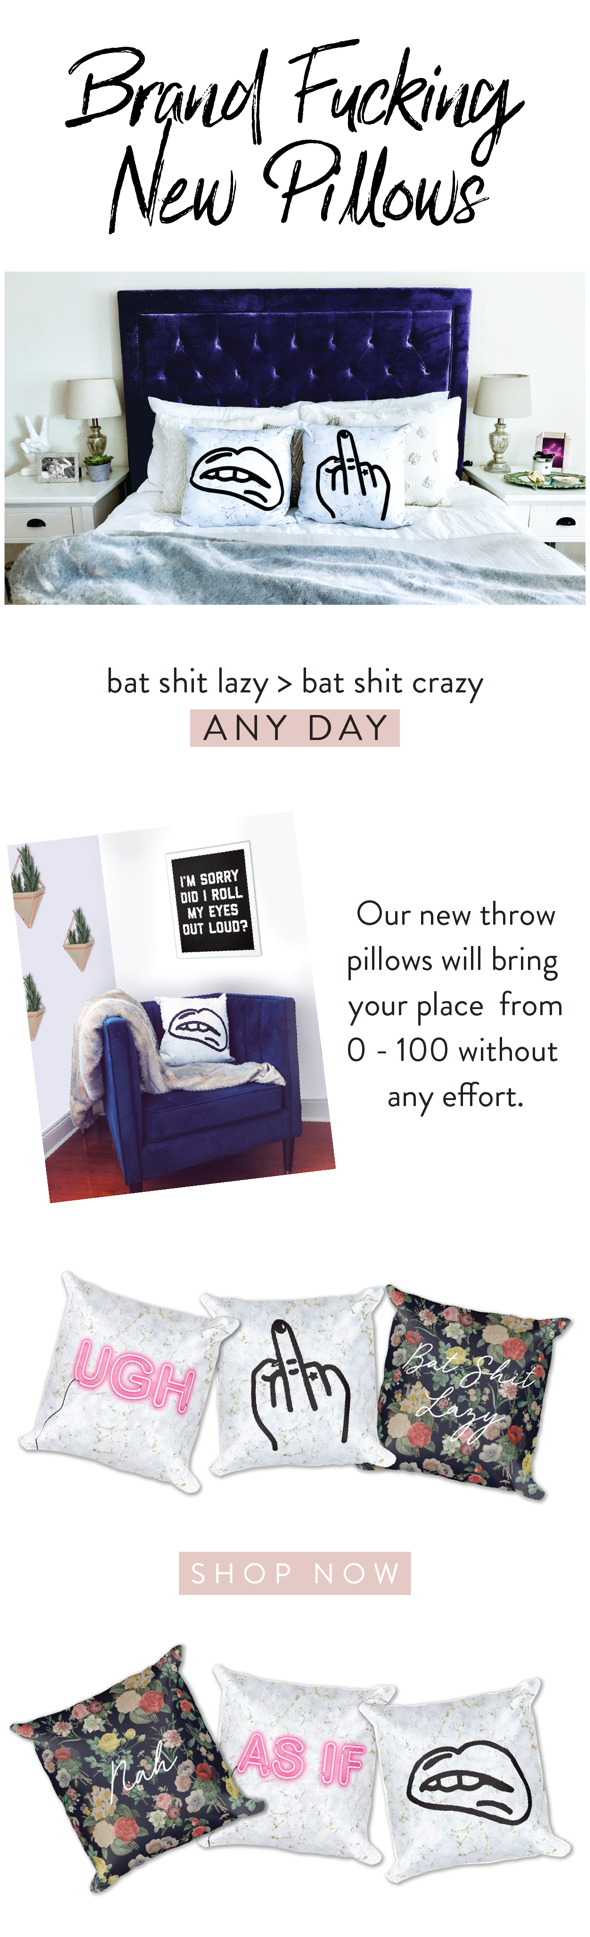 Brand Fucking
New Pillows
bat shit lazy > bat shit crazy
ANY DAY
I'M SORRY
DID I ROLL
MY EYES
OUT LOUD?
Our new throw
pillows will bring
your place from
0 - 100 without
any effort.
UGH
Bat Shit
Lazy
SHOP NOW
Nah
AS IF